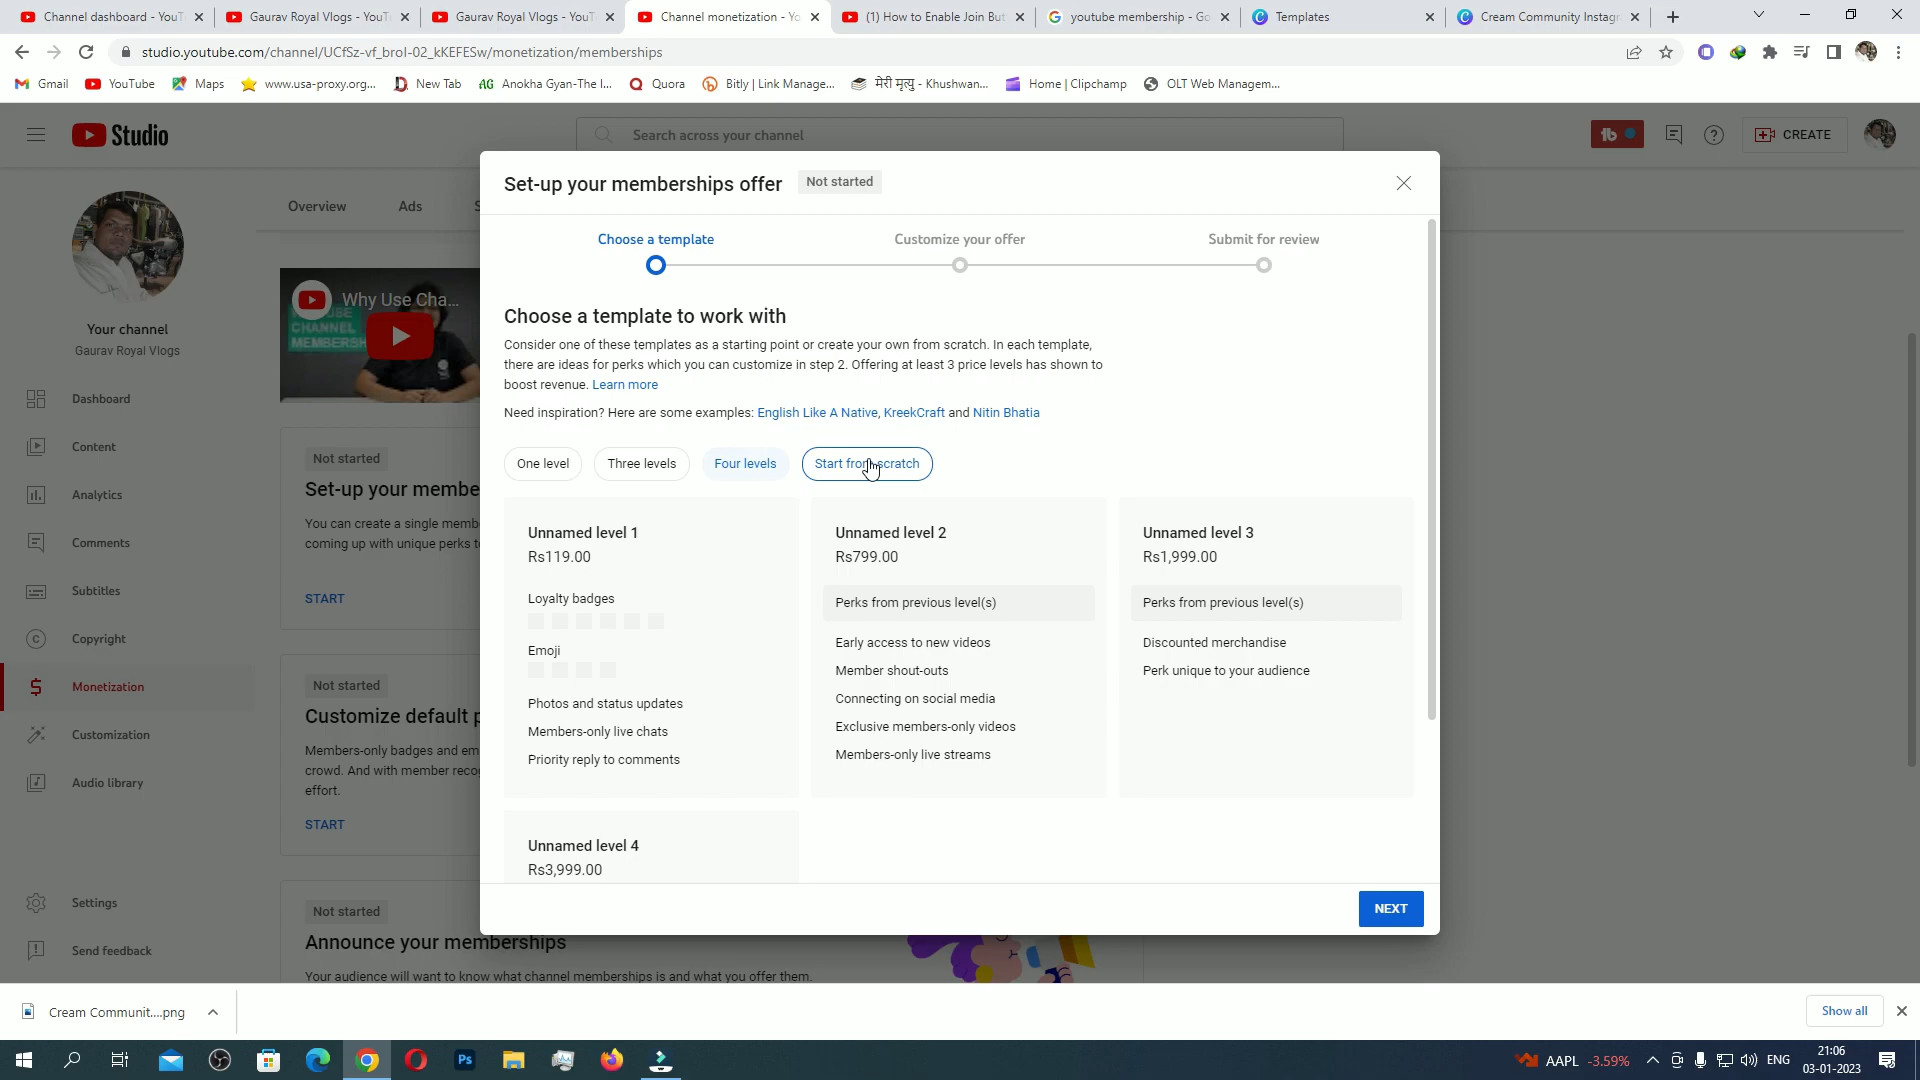 Channel dashboard - YouT
Gaurav Royal Vlogs - YouTu
Gaurav Royal Vlogs - YouT
Channel monetization - Yo
(1) How to Enable Join But
youtube membership - Go
Templates
Cream Community Instagr
studio.youtube.com/channel/UCfSz-vf_broI-02_kKEFESw/monetization/memberships
Gmail
YouTube
Maps
www.usa-proxy.org...
New Tab
AG Anokha Gyan-The I...
Quora
Bitly | Link Manage...
मेरी मृत्यु - Khushwan...
Home | Clipchamp
OLT Web Managem...
Studio
Search across your channel
CREATE
Your channel
Gaurav Royal Vlogs
Dashboard
Content
Analytics
Comments
Subtitles
Copyright
Monetization
Customization
Audio library
Settings
Send feedback
Overview
Ads
S
Why Use Cha...
CHANNEL
MEMBERSH
Not started
Set-up your membe
You can create a single memb
coming up with unique perks t
START
Not started
Customize default p
Members-only badges and em
crowd. And with member reco
effort.
START
Not started
Announce your memberships
Your audience will want to know what channel memberships is and what you offer them.
Set-up your memberships offer
Not started
Choose a template
Customize your offer
Submit for review
Choose a template to work with
Consider one of these templates as a starting point or create your own from scratch. In each template,
there are ideas for perks which you can customize in step 2. Offering at least 3 price levels has shown to
boost revenue. Learn more
Need inspiration? Here are some examples: English Like A Native, KreekCraft and Nitin Bhatia
One level
Three levels
Four levels
Start from scratch
Unnamed level 1
Rs119.00
Loyalty badges
Emoji
Photos and status updates
Members-only live chats
Priority reply to comments
Unnamed level 2
Rs799.00
Perks from previous level(s)
Early access to new videos
Member shout-outs
Connecting on social media
Exclusive members-only videos
Members-only live streams
Unnamed level 3
Rs1,999.00
Perks from previous level(s)
Discounted merchandise
Perk unique to your audience
Unnamed level 4
Rs3,999.00
NEXT
Cream Communit....png
Show all
Ps
AAPL -3.59%
ENG
21:06
03-01-2023